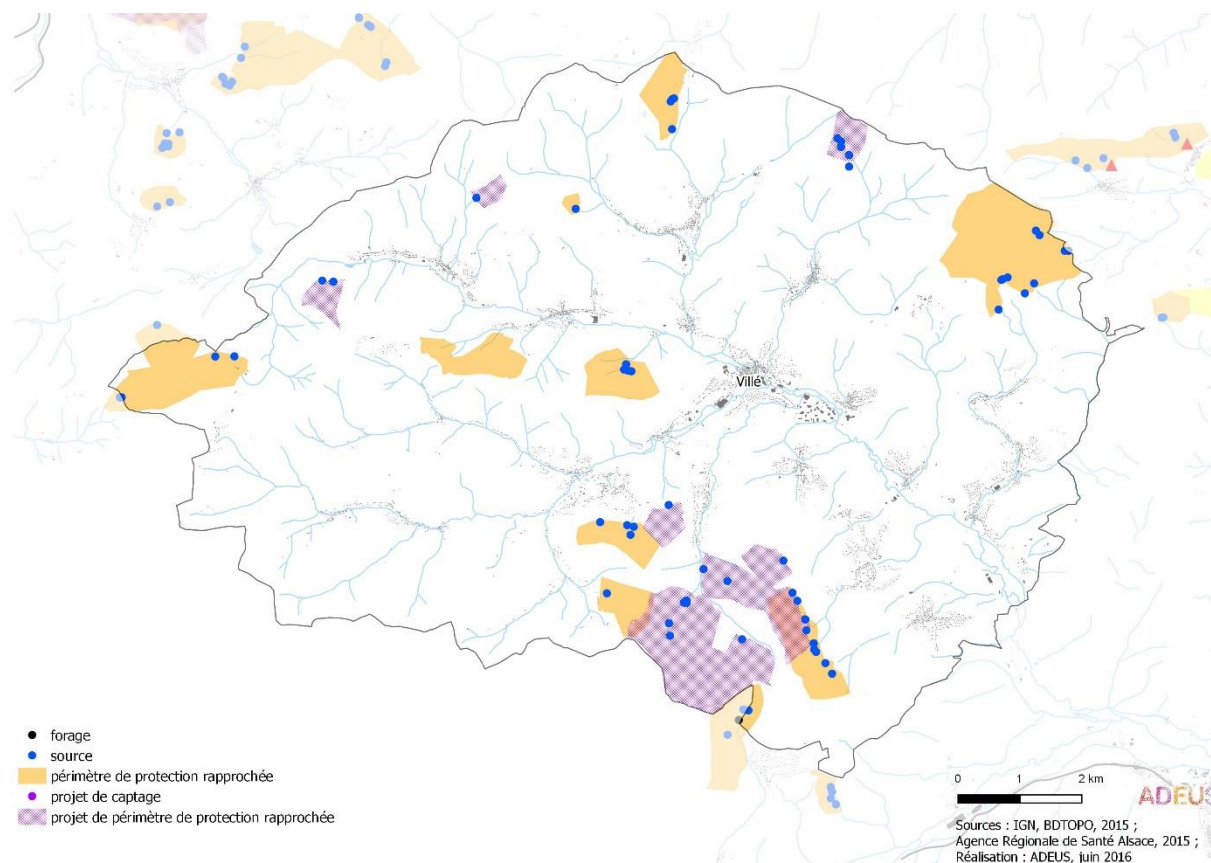 Villé
forage
source
périmètre de protection rapprochée
projet de captage
projet de périmètre de protection rapprochée
0 1 2 km
ADEUS
Sources : IGN, BDTOPO, 2015 ;
Agence Régionale de Santé Alsace, 2015 ;
Réalisation : ADEUS, juin 2016